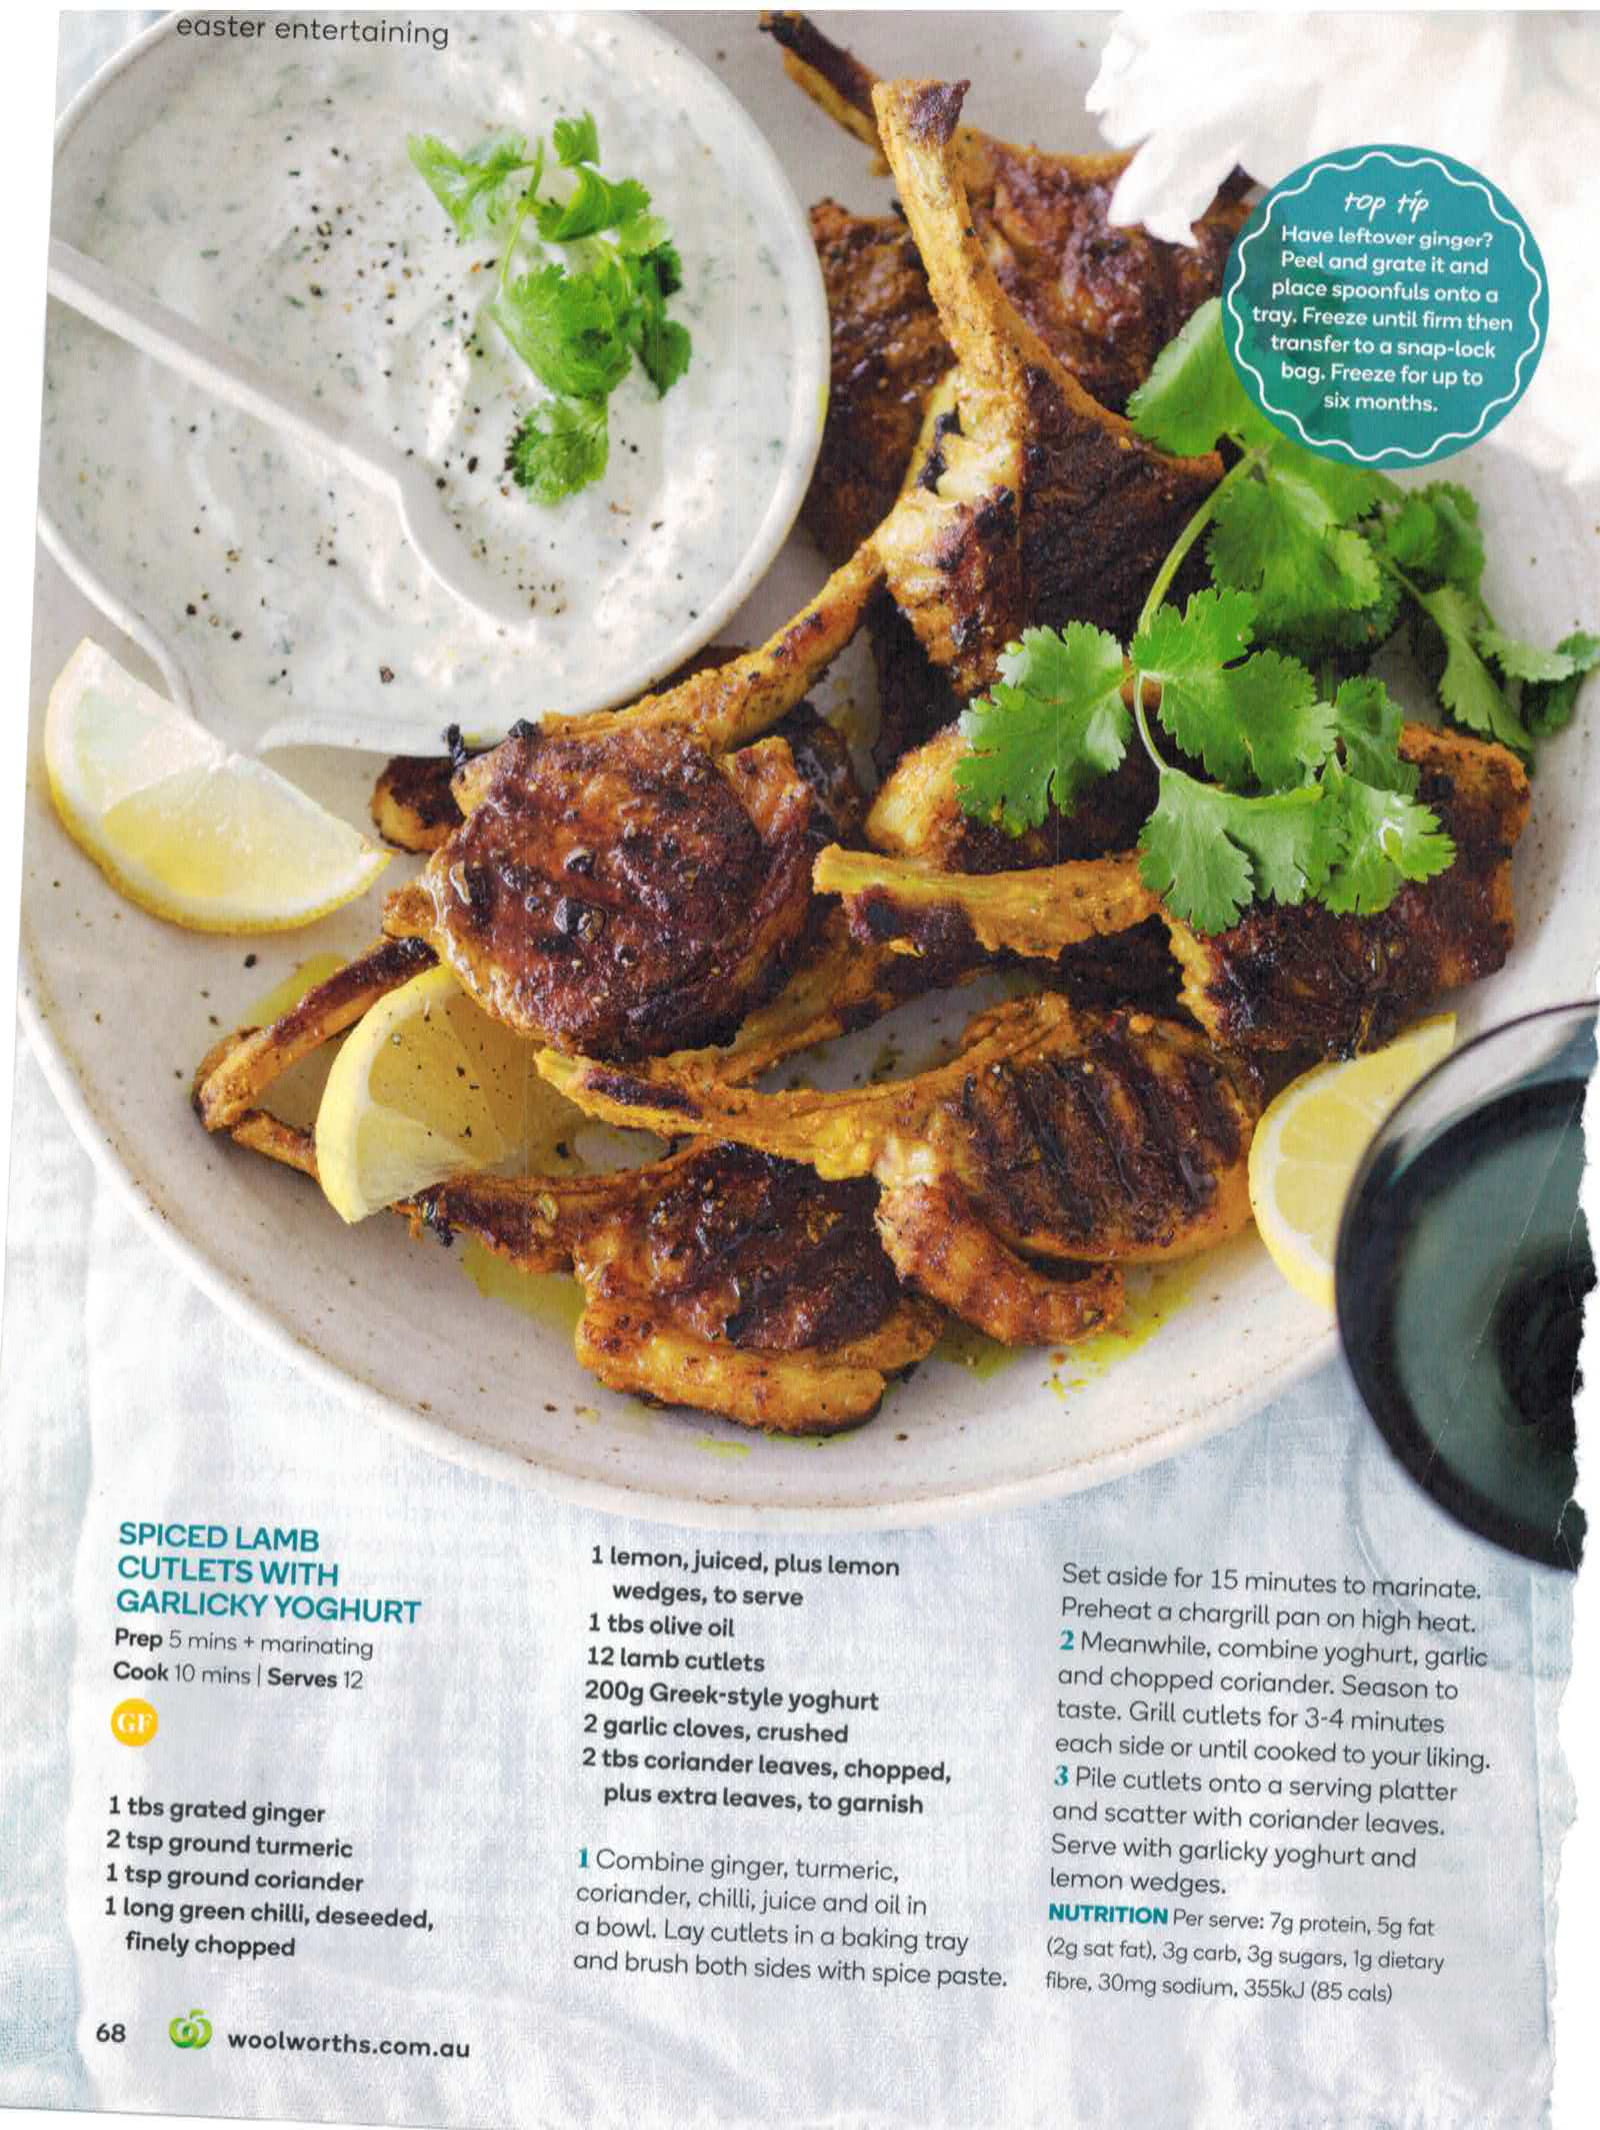 easter entertaining
top tip
Have leftover ginger?
Peel and grate it and
place spoonfuls onto a
tray. Freeze until firm then
transfer to a snap-lock
bag. Freeze for up to
six months.
SPICED LAMB
CUTLETS WITH
GARLICKY YOGHURT
Prep 5 mins + marinating
Cook 10 mins | Serves 12
GF
1 tbs grated ginger
2 tsp ground turmeric
1 tsp ground coriander
1 long green chilli, deseeded,
finely chopped
1 lemon, juiced, plus lemon
wedges, to serve
1 tbs olive oil
12 lamb cutlets
200g Greek-style yoghurt
2 garlic cloves, crushed
2 tbs coriander leaves, chopped,
plus extra leaves, to garnish
1 Combine ginger, turmeric,
coriander, chilli, juice and oil in
a bowl. Lay cutlets in a baking tray
and brush both sides with spice paste.
Set aside for 15 minutes to marinate.
Preheat a chargrill pan on high heat.
2 Meanwhile, combine yoghurt, garlic
and chopped coriander. Season to
taste. Grill cutlets for 3-4 minutes
each side or until cooked to your liking.
3 Pile cutlets onto a serving platter
and scatter with coriander leaves.
Serve with garlicky yoghurt and
lemon wedges.
NUTRITION Per serve: 7g protein, 5g fat
(2g sat fat), 3g carb, 3g sugars, 1g dietary
fibre, 30mg sodium, 355kJ (85 cals)
68 woolworths.com.au